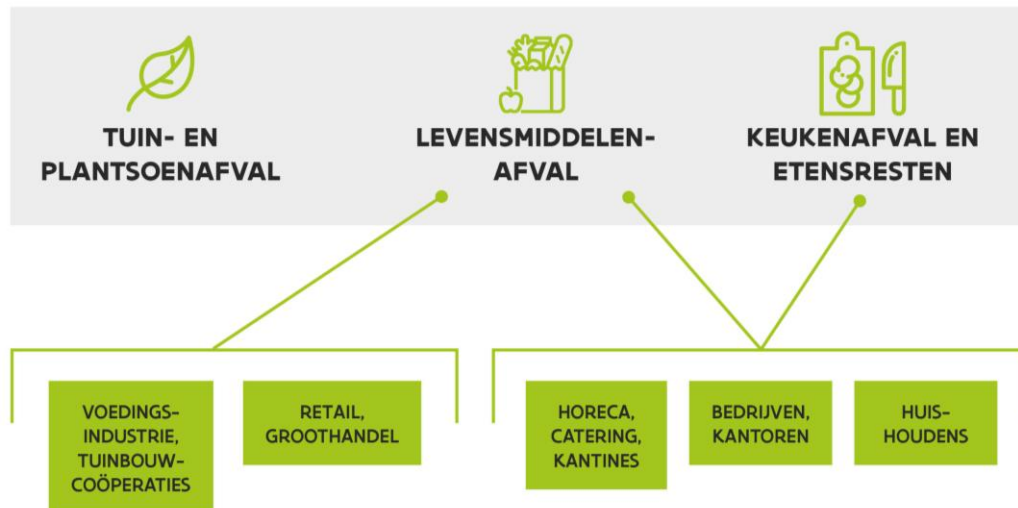 TUIN- EN
PLANTSOENAFVAL
LEVENSMIDDELEN-
AFVAL
KEUKENAFVAL EN
ETENSRESTEN
VOEDINGS-
INDUSTRIE,
TUINBOUW-
COÖPERATIES
RETAIL,
GROOTHANDEL
HORECA,
CATERING,
KANTINES
BEDRIJVEN,
KANTOREN
HUIS-
HOUDENS